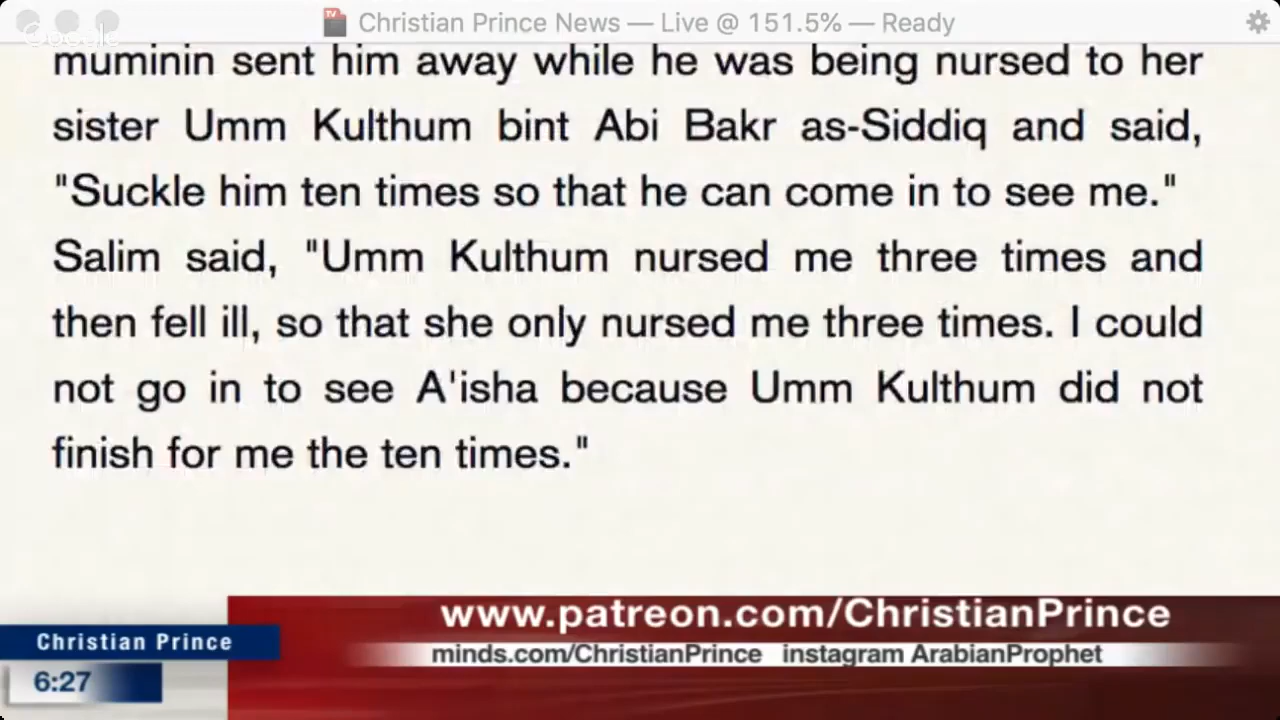 Christian Prince News — Live @ 151.5% — Ready
Google
muminin sent him away while he was being nursed to her
sister Umm Kulthum bint Abi Bakr as-Siddiq and said,
"Suckle him ten times so that he can come in to see me."
Salim said, "Umm Kulthum nursed me three times and
then fell ill, so that she only nursed me three times. I could
not go in to see A'isha because Umm Kulthum did not
finish for me the ten times."
www.patreon.com/ChristianPrince
Christian Prince
minds.com/ChristianPrince instagram ArabianProphet
6:27